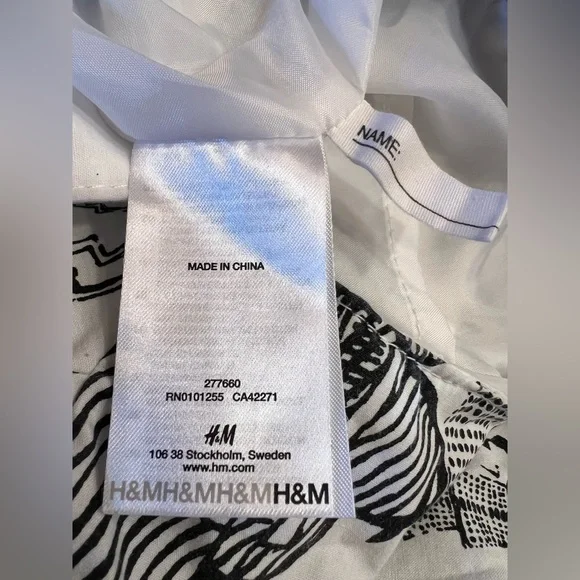 NAME:
MADE IN CHINA
277660
RN0101255 CA42271
H&M
106 38 Stockholm, Sweden
www.hm.com
H&MH&MH&MH&M